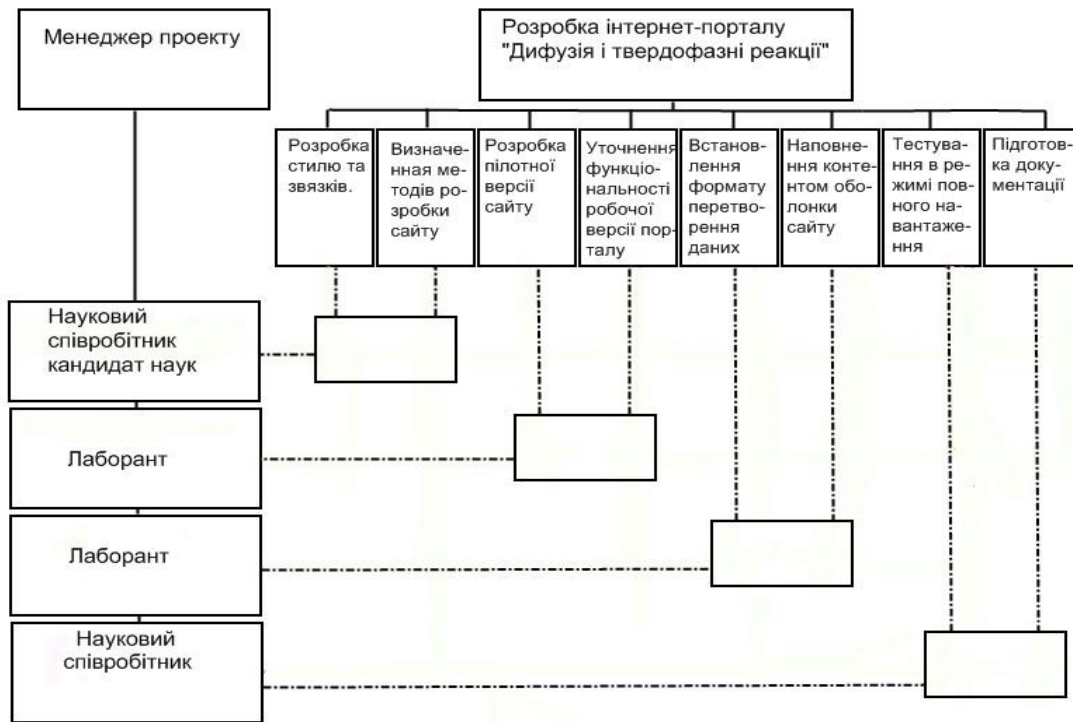 Менеджер проекту
Розробка інтернет-порталу
"Дифузія і твердофазні реакції"
Розробка
стилю та
звязків.
Визначе-
нная ме-
тодів ро-
зробки
сайту
Розробка
пілотної
версії
сайту
Уточнення
функціо-
нальності
робочої
версії пор-
талу
Встанов-
лення
формату
перетво-
рення
даних
Наповне-
ння конте-
нтом обо-
лонки
сайту
Тестува-
ння в ре-
жимі пов-
ного на-
вантаже-
ння
Підготов-
ка доку-
ментації
Науковий
співробітник
кандидат наук
Лаборант
Лаборант
Науковий
співробітник